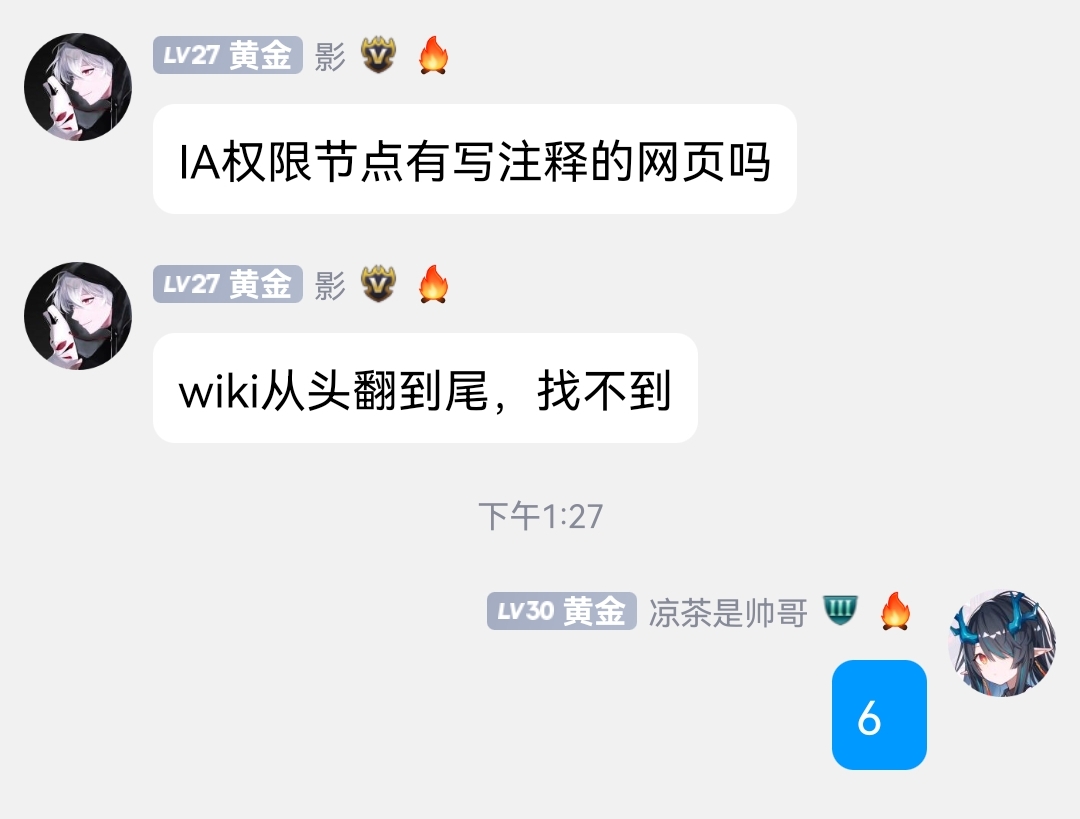 LV27 黄金 影
IA权限节点有写注释的网页吗
LV27 黄金 影
wiki从头翻到尾，找不到
下午1:27
LV30 黄金 凉茶是帅哥 III
6